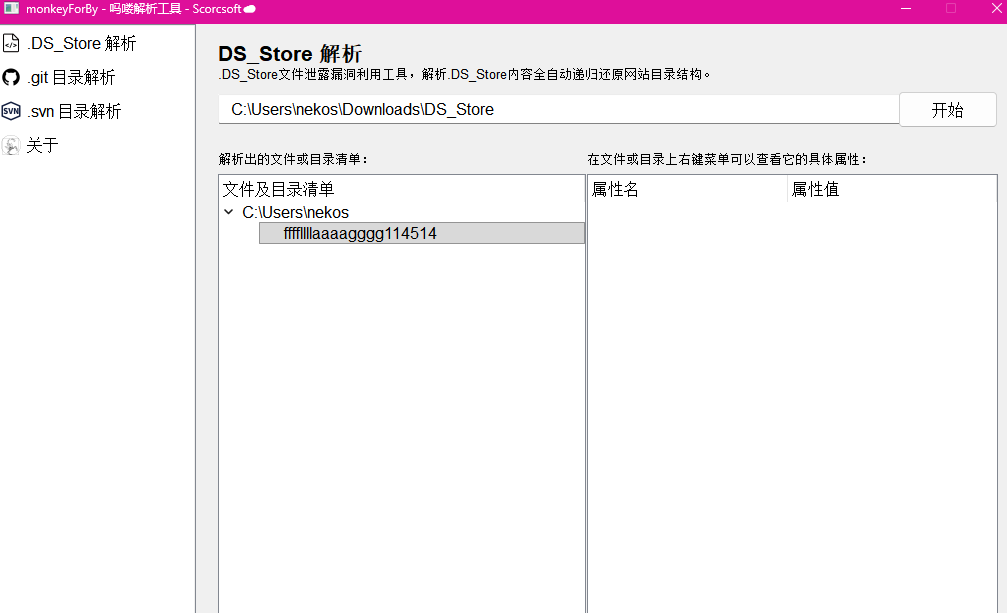 monkeyForBy - 吗喽解析工具 - Scorcsoft
.DS_Store 解析
.git 目录解析
SVN .svn 目录解析
关于
DS_Store 解析
.DS_Store文件泄露漏洞利用工具，解析.DS_Store内容全自动递归还原网站目录结构。
C:\Users\nekos\Downloads\DS_Store 开始
解析出的文件或目录清单： 在文件或目录上右键菜单可以查看它的具体属性：
文件及目录清单 属性名 属性值
C:\Users\nekos
fffffllllaaaagggg114514